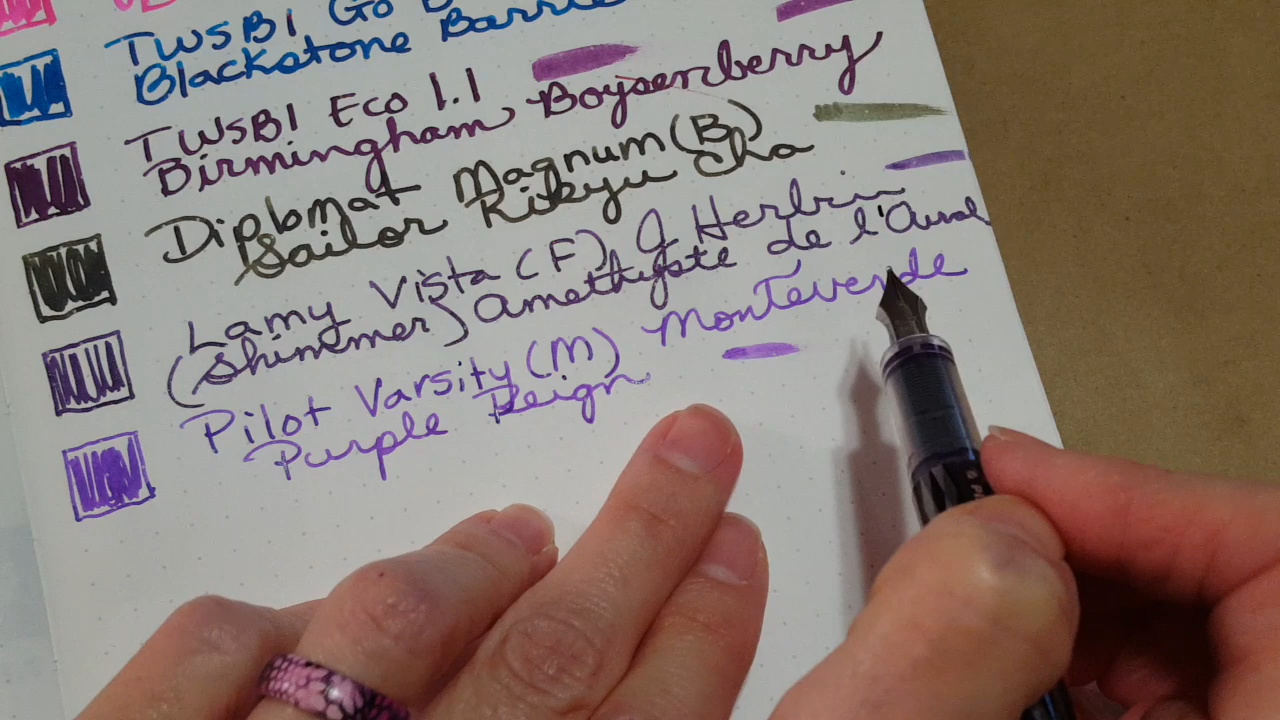 TWSBI Go
Blackstone Barrie
TWSBI Eco 1.1
Birmingham Boysenberry
Diplomat Magnum (B)
Sailor Rikyu Cha
Lamy Vista (F) J Herbin
(Shimmer) Amethyste de l'Oural
Pilot Varsity (M) Monteverde
Purple Reign